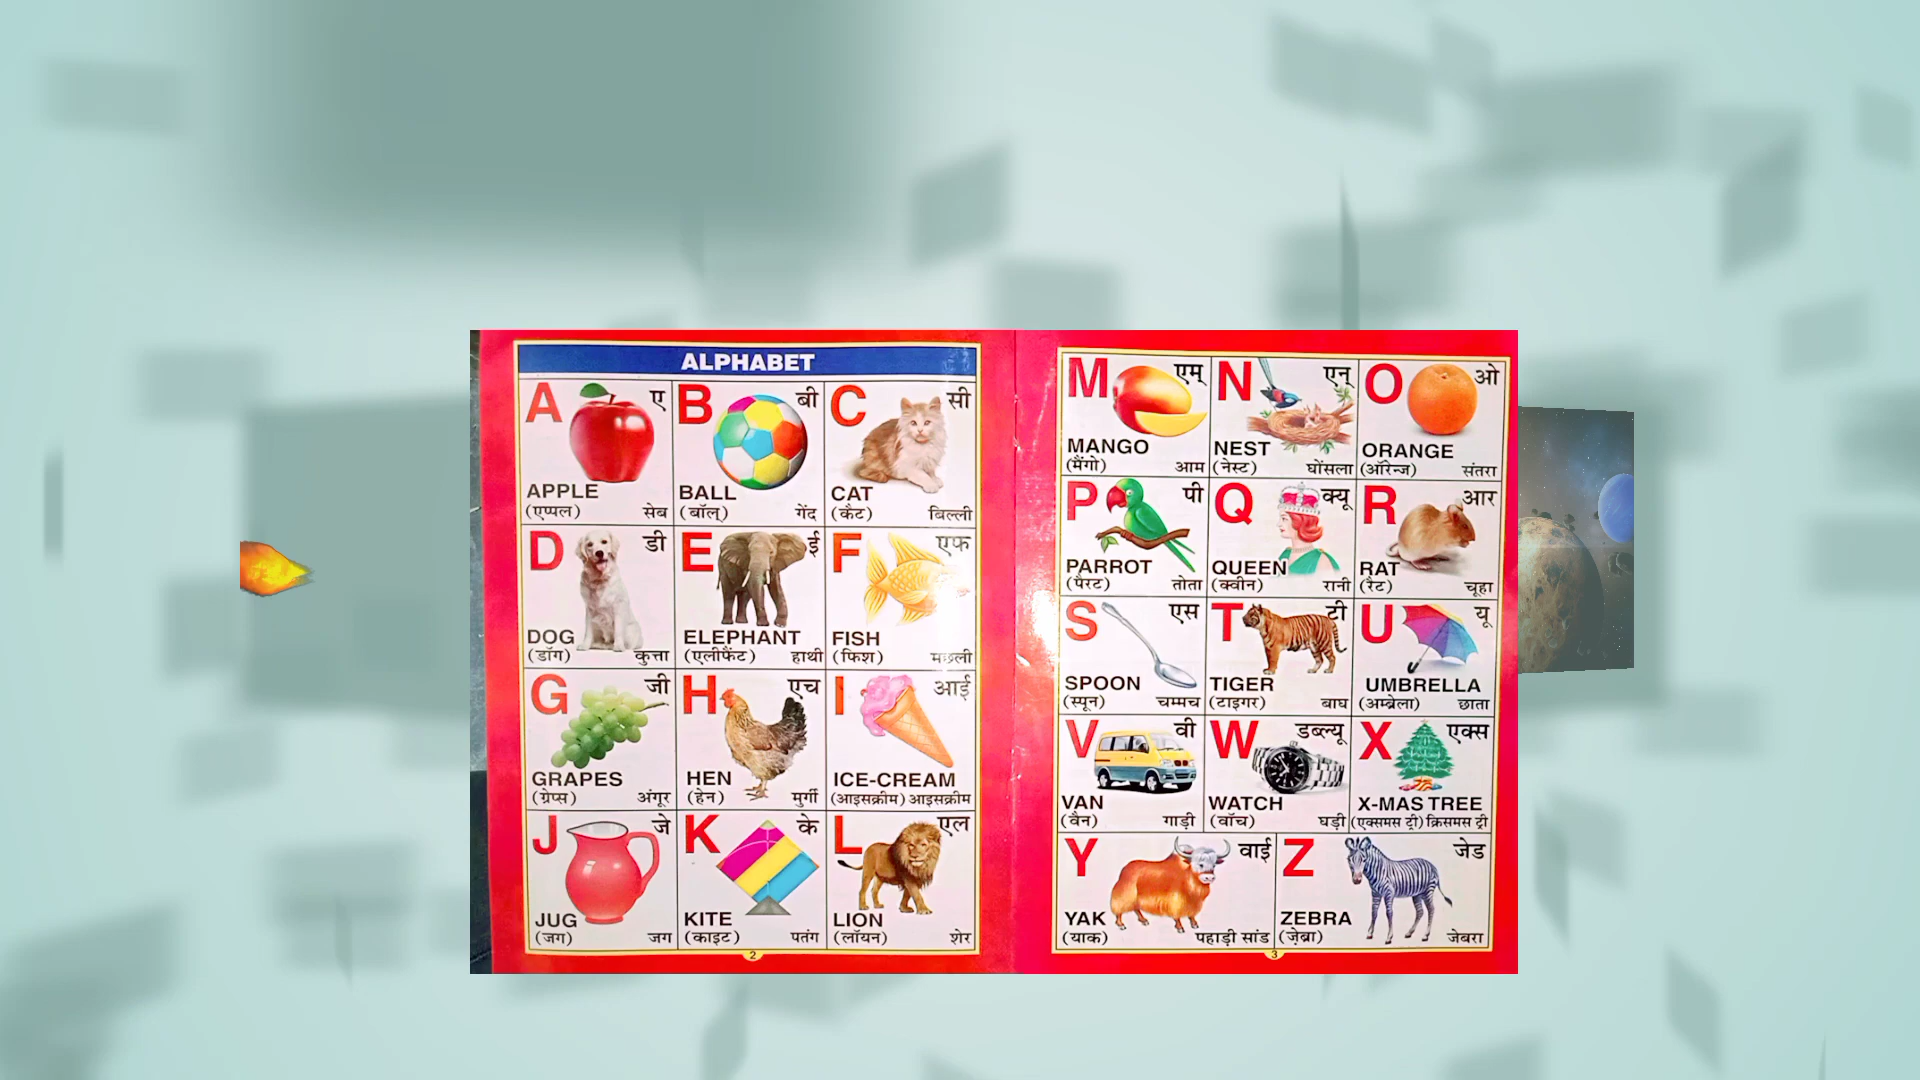 ALPHABET
A ए
APPLE
(एप्पल) सेब
B बी
BALL
(बॉल्) गेंद
C सी
CAT
(कैट) बिल्ली
D डी
DOG
(डॉग) कुत्ता
E ई
ELEPHANT
(एलीफैंट) हाथी
F एफ
FISH
(फिश) मछली
G जी
GRAPES
(ग्रेप्स) अंगूर
H एच
HEN
(हेन) मुर्गी
I आई
ICE-CREAM
(आइसक्रीम) आइसक्रीम
J जे
JUG
(जग) जग
K के
KITE
(काइट) पतंग
L एल
LION
(लॉयन) शेर
2
M एम्
MANGO
(मैंगो) आम
N एन्
NEST
(नेस्ट) घोंसला
O ओ
ORANGE
(ऑरेन्ज) संतरा
P पी
PARROT
(पैरट) तोता
Q क्यू
QUEEN
(क्वीन) रानी
R आर
RAT
(रैट) चूहा
S एस
SPOON
(स्पून) चम्मच
T टी
TIGER
(टाइगर) बाघ
U यू
UMBRELLA
(अम्ब्रेला) छाता
V वी
VAN
(वैन) गाड़ी
W डब्ल्यू
WATCH
(वॉच) घड़ी
X एक्स
X-MAS TREE
(एक्समस ट्री) क्रिसमस ट्री
Y वाई
YAK
(याक) पहाड़ी सांड
Z जेड
ZEBRA
(ज़ेब्रा) जेबरा
3